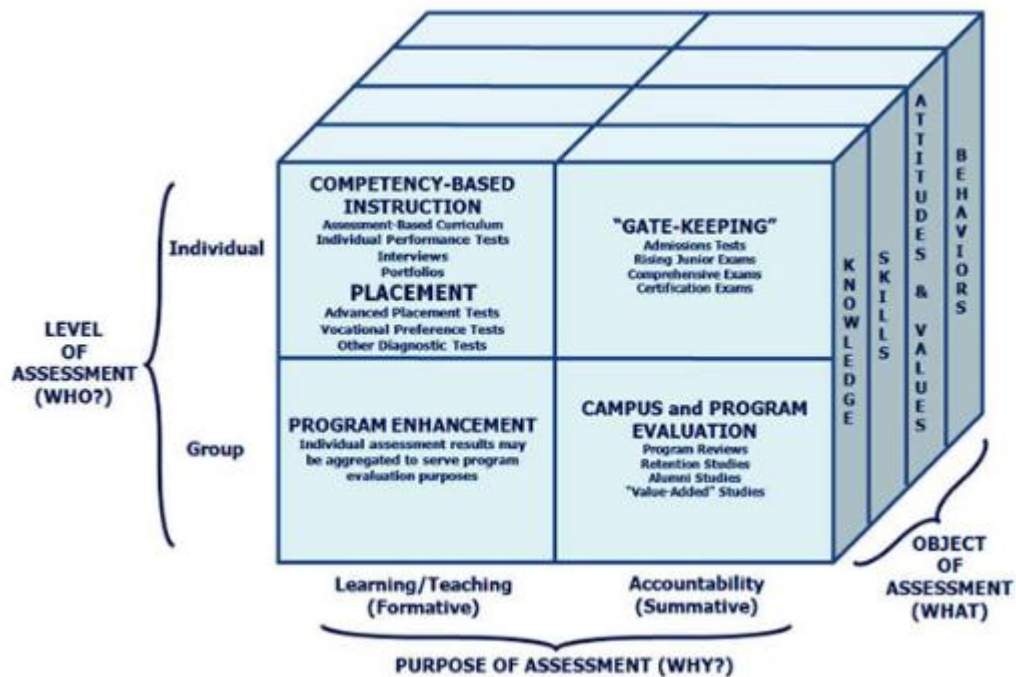 COMPETENCY-BASED
INSTRUCTION
Assessment-Based Curriculum
Individual Performance Tests
Interviews
Portfolios
PLACEMENT
Advanced Placement Tests
Vocational Preference Tests
Other Diagnostic Tests
"GATE-KEEPING"
Admissions Tests
Rising Junior Exams
Comprehensive Exams
Certification Exams
PROGRAM ENHANCEMENT
Individual assessment results may
be aggregated to serve program
evaluation purposes
CAMPUS and PROGRAM
EVALUATION
Program Reviews
Retention Studies
Alumni Studies
"Value-Added" Studies
KNOWLEDGE
SKILLS
ATTITUDES & VALUES
BEHAVIORS
Individual
LEVEL
OF
ASSESSMENT
(WHO?)
Group
Learning/Teaching
(Formative)
Accountability
(Summative)
PURPOSE OF ASSESSMENT (WHY?)
OBJECT
OF
ASSESSMENT
(WHAT)